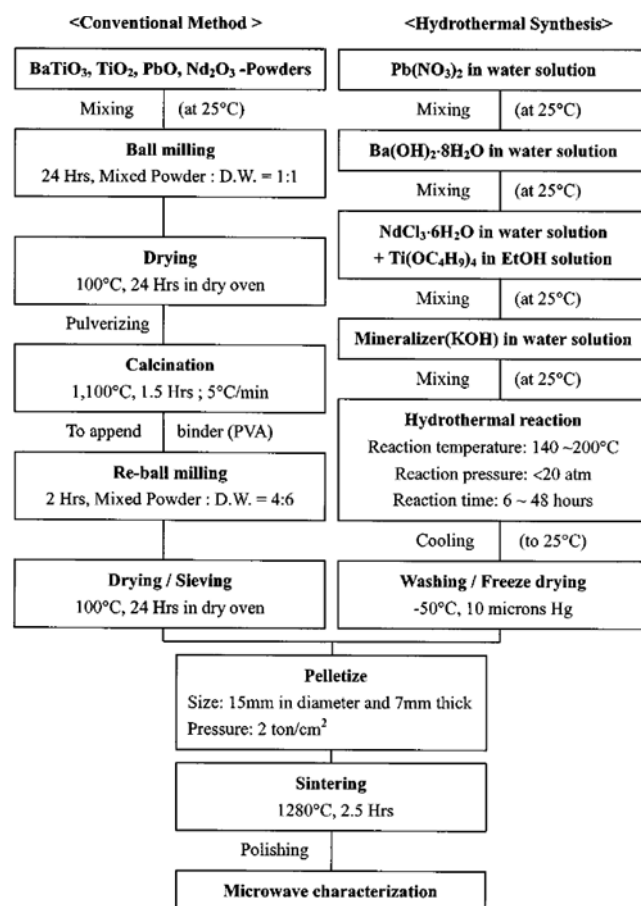 <Conventional Method>
BaTiO₃, TiO₂, PbO, Nd₂O₃ -Powders
Mixing (at 25°C)
Ball milling
24 Hrs, Mixed Powder : D.W. = 1:1
Drying
100°C, 24 Hrs in dry oven
Pulverizing
Calcination
1,100°C, 1.5 Hrs ; 5°C/min
To append binder (PVA)
Re-ball milling
2 Hrs, Mixed Powder : D.W. = 4:6
Drying / Sieving
100°C, 24 Hrs in dry oven
<Hydrothermal Synthesis>
Pb(NO₃)₂ in water solution
Mixing (at 25°C)
Ba(OH)₂·8H₂O in water solution
Mixing (at 25°C)
NdCl₃·6H₂O in water solution
+ Ti(OC₄H₉)₄ in EtOH solution
Mixing (at 25°C)
Mineralizer(KOH) in water solution
Mixing (at 25°C)
Hydrothermal reaction
Reaction temperature: 140 ~200°C
Reaction pressure: <20 atm
Reaction time: 6 ~ 48 hours
Cooling (to 25°C)
Washing / Freeze drying
-50°C, 10 microns Hg
Pelletize
Size: 15mm in diameter and 7mm thick
Pressure: 2 ton/cm²
Sintering
1280°C, 2.5 Hrs
Polishing
Microwave characterization